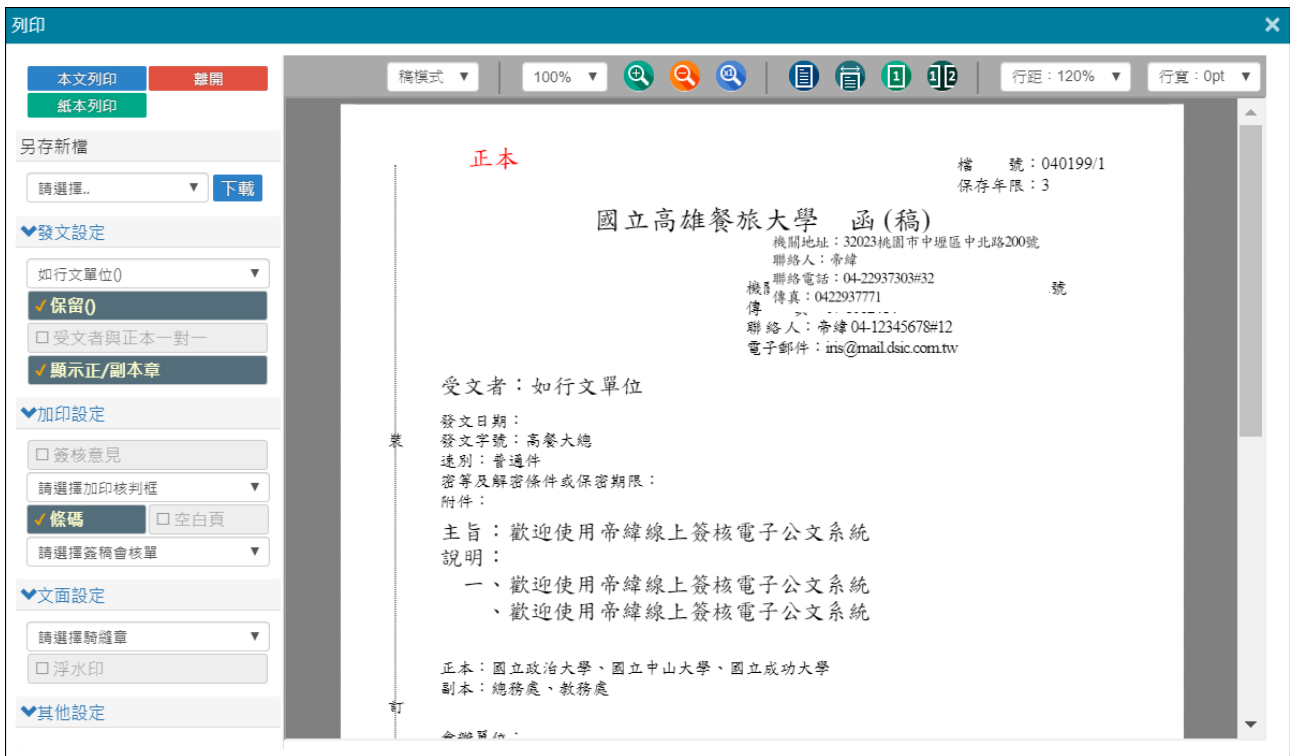 列印
本文列印
離開
紙本列印
另存新檔
請選擇..
下載
發文設定
如行文單位()
保留()
受文者與正本一對一
顯示正/副本章
加印設定
簽核意見
請選擇加印核判框
條碼
空白頁
請選擇簽稿會核單
文面設定
請選擇騎縫章
浮水印
其他設定
稿模式
100%
x1
1
1 2
行距：120%
行寬：0pt
正本
檔 號：040199/1
保存年限：3
國立高雄餐旅大學 函(稿)
機關地址：32023桃園市中壢區中北路200號
聯絡人：帝緯
聯絡電話：04-22937303#32
傳真：0422937771
號
傳
聯絡人：帝緯 04-12345678#12
電子郵件：iris@mail.dsic.com.tw
受文者：如行文單位
發文日期：
裝
發文字號：高餐大總
速別：普通件
密等及解密條件或保密期限：
附件：
主旨：歡迎使用帝緯線上簽核電子公文系統
說明：
一、歡迎使用帝緯線上簽核電子公文系統
、歡迎使用帝緯線上簽核電子公文系統
正本：國立政治大學、國立中山大學、國立成功大學
副本：總務處、教務處
訂